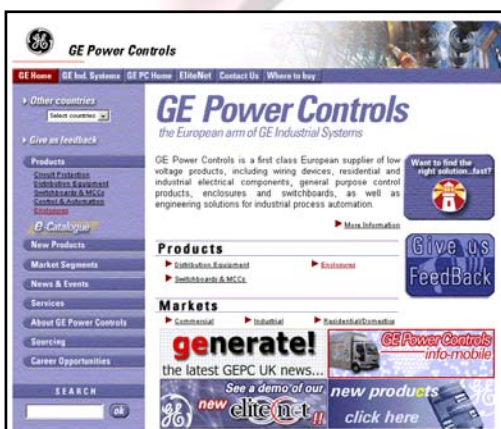 GE Power Controls
GE Home GE Ind. Systems GE PC Home EliteNet Contact Us Where to buy
Other countries
Select countries
Give us feedback
Products
Circuit Protection
Distribution Equipment
Switchboards & MCCs
Control & Automation
Enclosures
e-Catalogue
New Products
Market Segments
News & Events
Services
About GE Power Controls
Sourcing
Career Opportunities
SEARCH
ok
GE Power Controls
the European arm of GE Industrial Systems
GE Power Controls is a first class European supplier of low
voltage products, including wiring devices, residential and
industrial electrical components, general purpose control
products, enclosures and switchboards, as well as
engineering solutions for industrial process automation.
More Information
Products
Distribution Equipment Enclosures
Switchboards & MCCs
Markets
Commercial Industrial Residential/Domestic
Want to find the
right solution...fast?
Give us
FeedBack
generate!
the latest GEPC UK news...
GE Power Controls
info-mobile
See a demo of our
new elite net !!
new products
click here